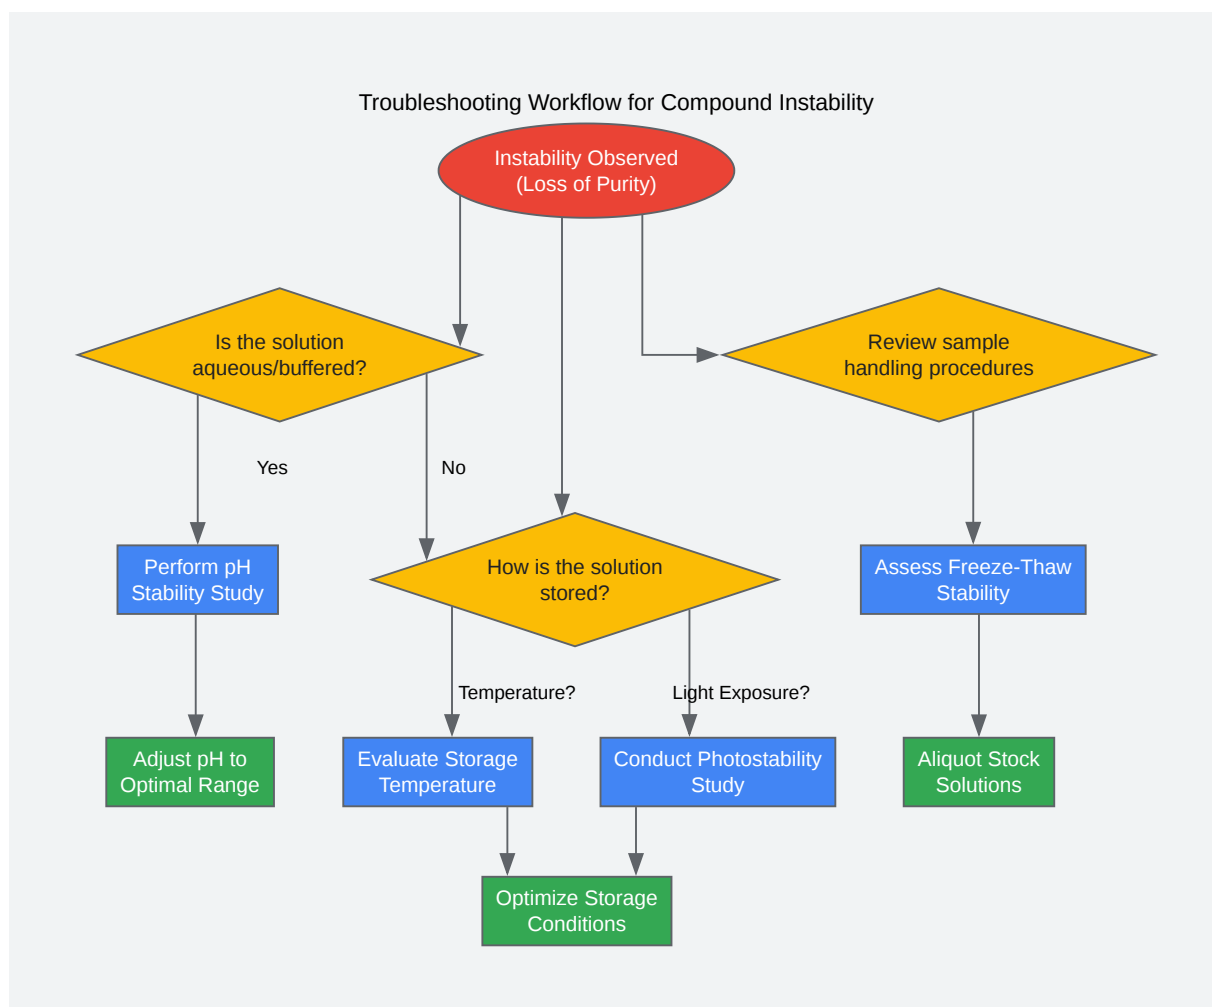 Troubleshooting Workflow for Compound Instability
Instability Observed
(Loss of Purity)
Is the solution
aqueous/buffered?
Review sample
handling procedures
Yes
No
Perform pH
Stability Study
How is the solution
stored?
Assess Freeze-Thaw
Stability
Temperature?
Light Exposure?
Adjust pH to
Optimal Range
Evaluate Storage
Temperature
Conduct Photostability
Study
Aliquot Stock
Solutions
Optimize Storage
Conditions